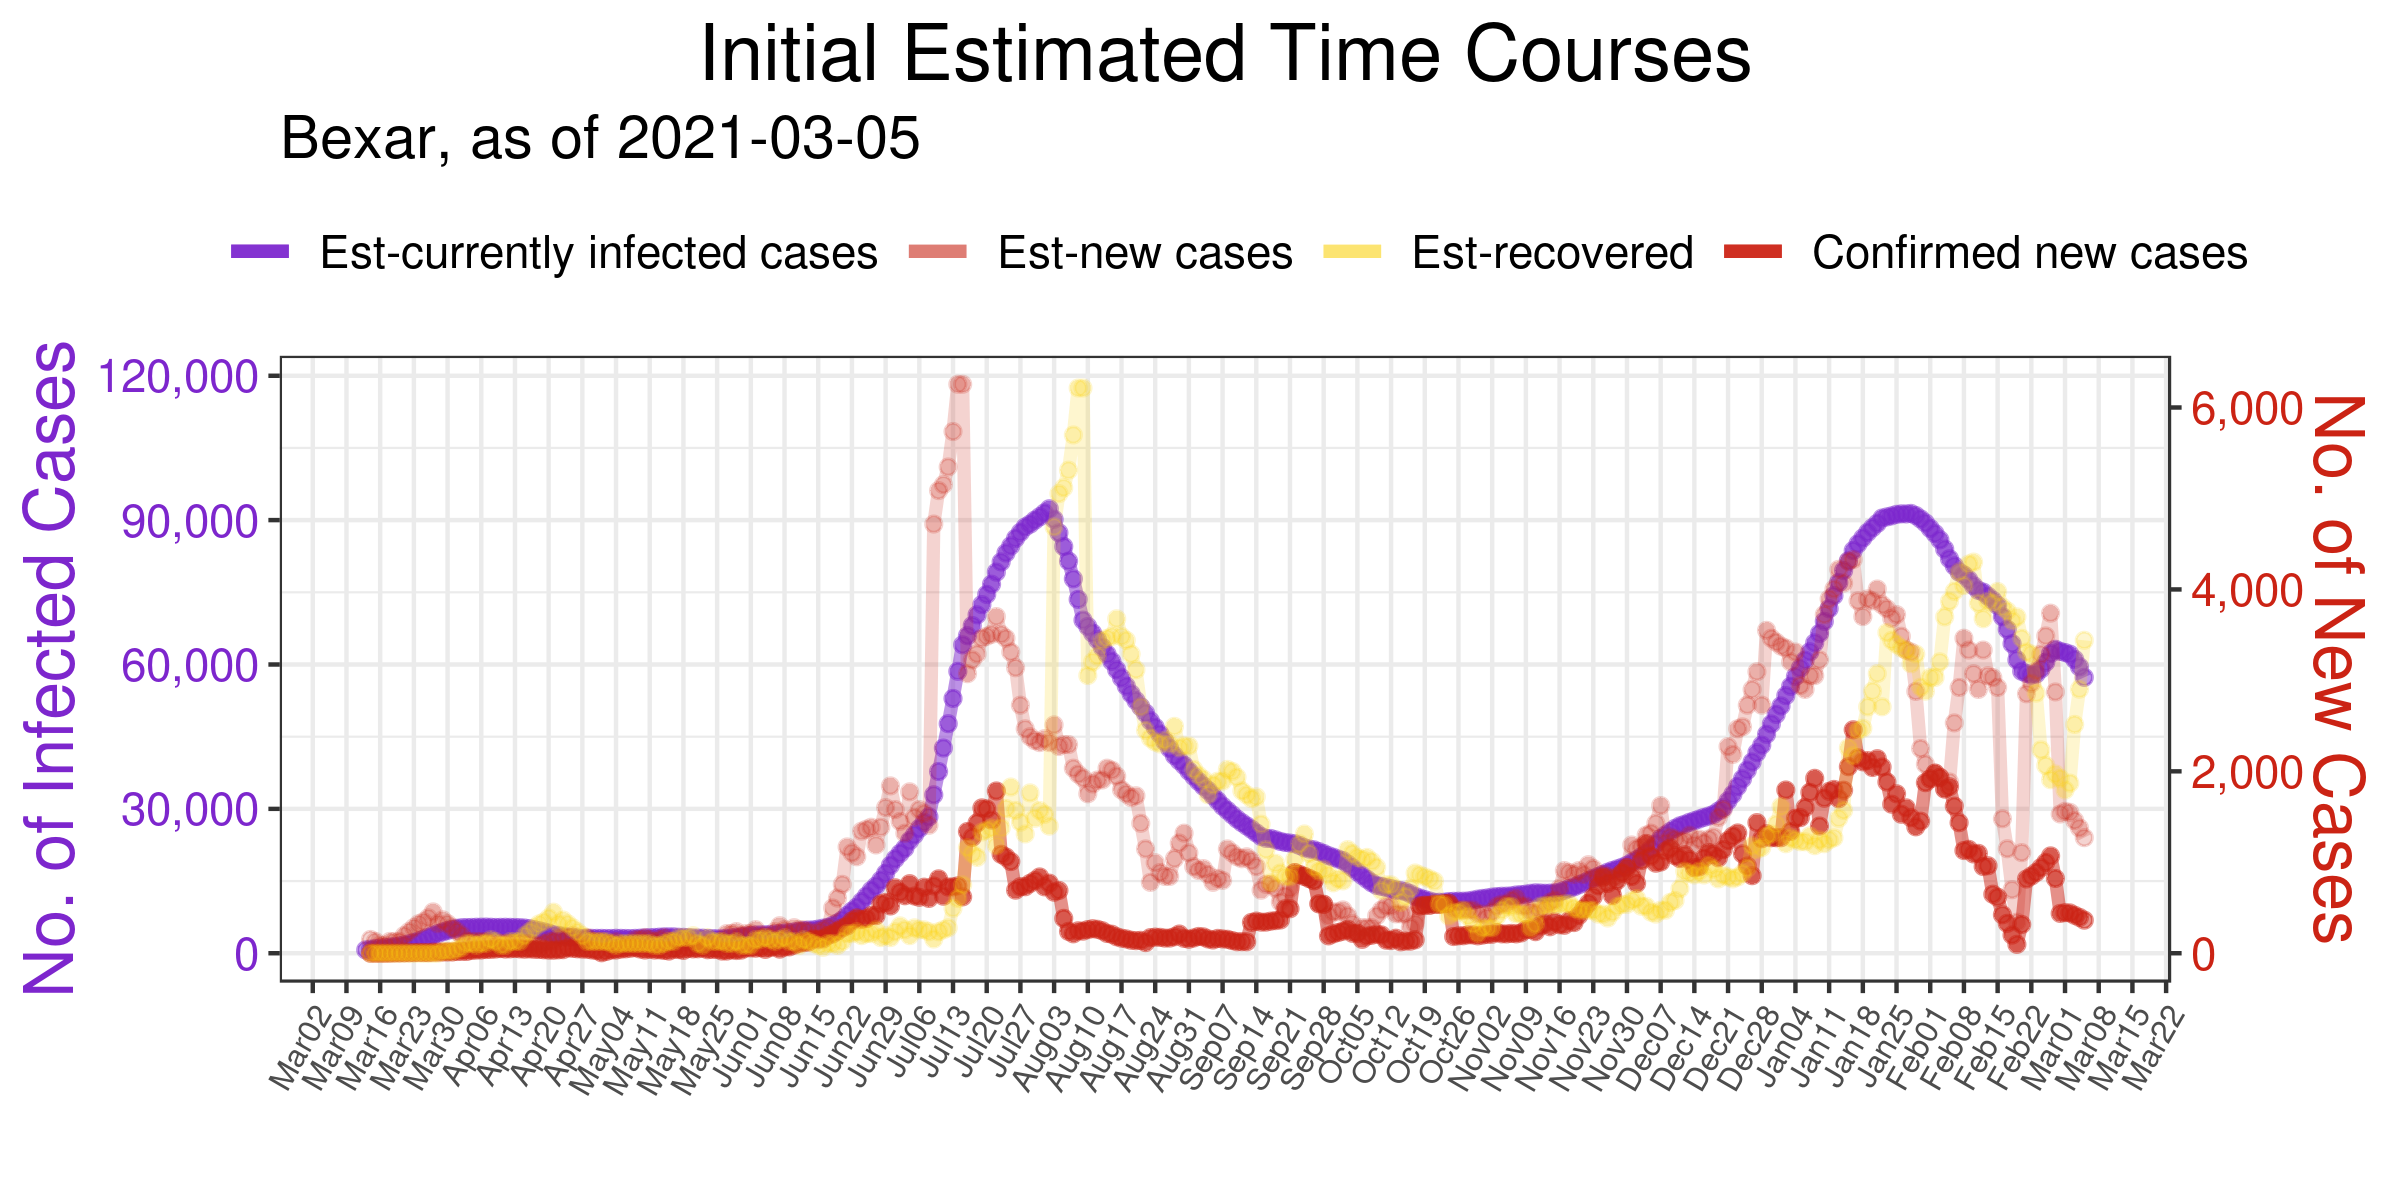 Initial Estimated Time Courses
Bexar, as of 2021-03-05
Est-currently infected cases Est-new cases Est-recovered Confirmed new cases
No. of Infected Cases
120,000
90,000
60,000
30,000
0
6,000
4,000
2,000
0
No. of New Cases
Mar02 Mar09 Mar16 Mar23 Mar30 Apr06 Apr13 Apr20 Apr27 May04 May11 May18 May25 Jun01 Jun08 Jun15 Jun22 Jun29 Jul06 Jul13 Jul20 Jul27 Aug03 Aug10 Aug17 Aug24 Aug31 Sep07 Sep14 Sep21 Sep28 Oct05 Oct12 Oct19 Oct26 Nov02 Nov09 Nov16 Nov23 Nov30 Dec07 Dec14 Dec21 Dec28 Jan04 Jan11 Jan18 Jan25 Feb01 Feb08 Feb15 Feb22 Mar01 Mar08 Mar15 Mar22